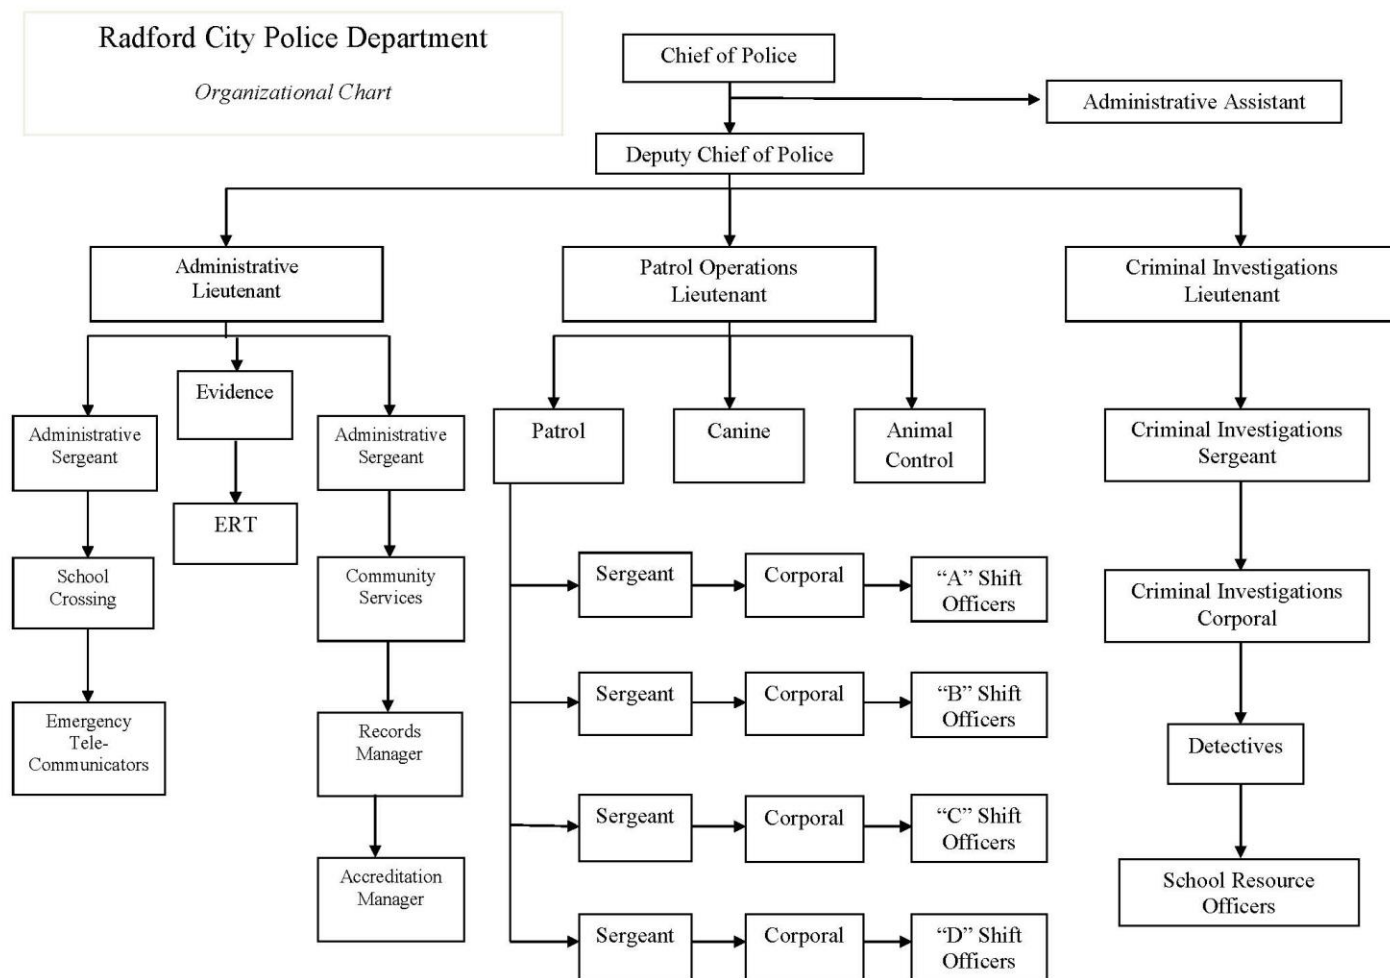 Radford City Police Department
Organizational Chart
Chief of Police
Administrative Assistant
Deputy Chief of Police
Administrative
Lieutenant
Patrol Operations
Lieutenant
Criminal Investigations
Lieutenant
Administrative
Sergeant
Evidence
Administrative
Sergeant
Patrol
Canine
Animal
Control
Criminal Investigations
Sergeant
ERT
School
Crossing
Community
Services
Sergeant
Corporal
“A” Shift
Officers
Criminal Investigations
Corporal
Emergency
Tele-
Communicators
Records
Manager
Sergeant
Corporal
“B” Shift
Officers
Detectives
Sergeant
Corporal
“C” Shift
Officers
Accreditation
Manager
School Resource
Officers
Sergeant
Corporal
“D” Shift
Officers